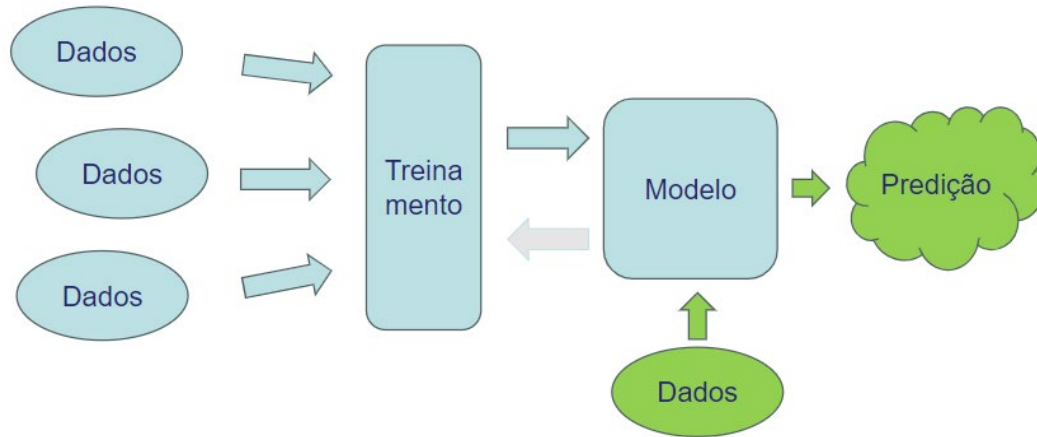 Dados
Dados
Dados
Treina
mento
Modelo
Predição
Dados